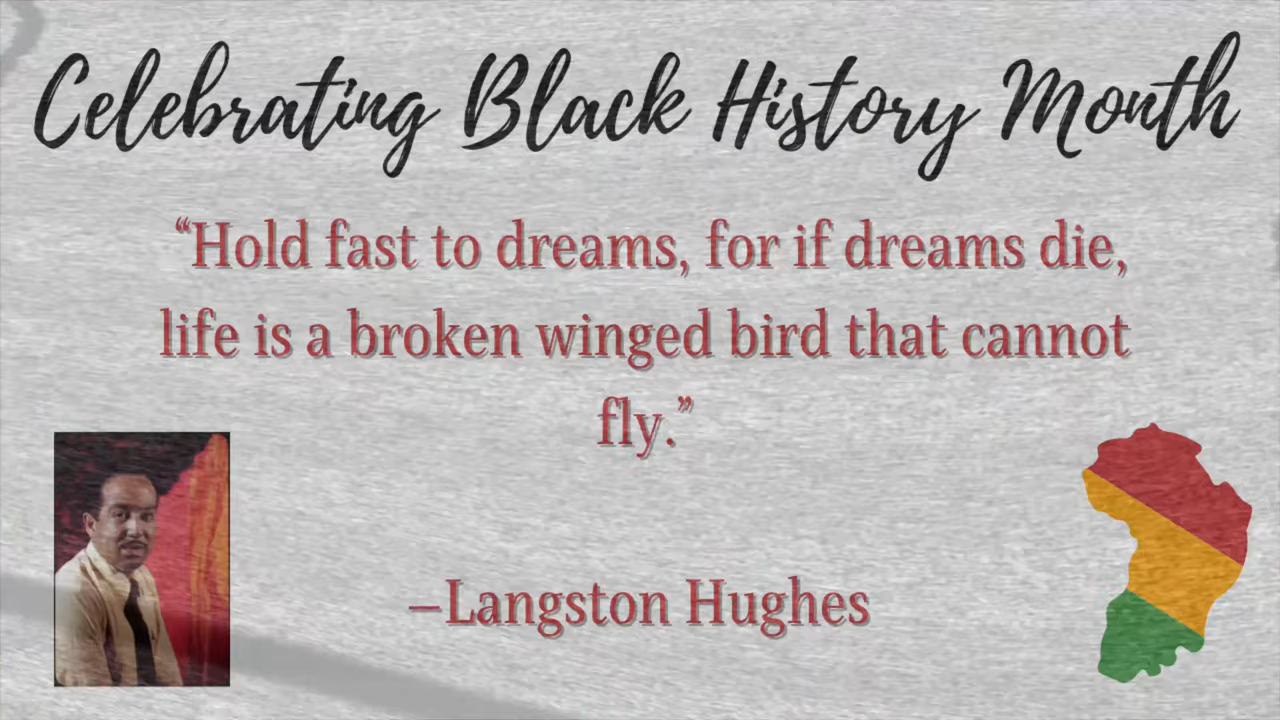 Celebrating Black History Month
“Hold fast to dreams, for if dreams die,
life is a broken winged bird that cannot
fly.”
–Langston Hughes